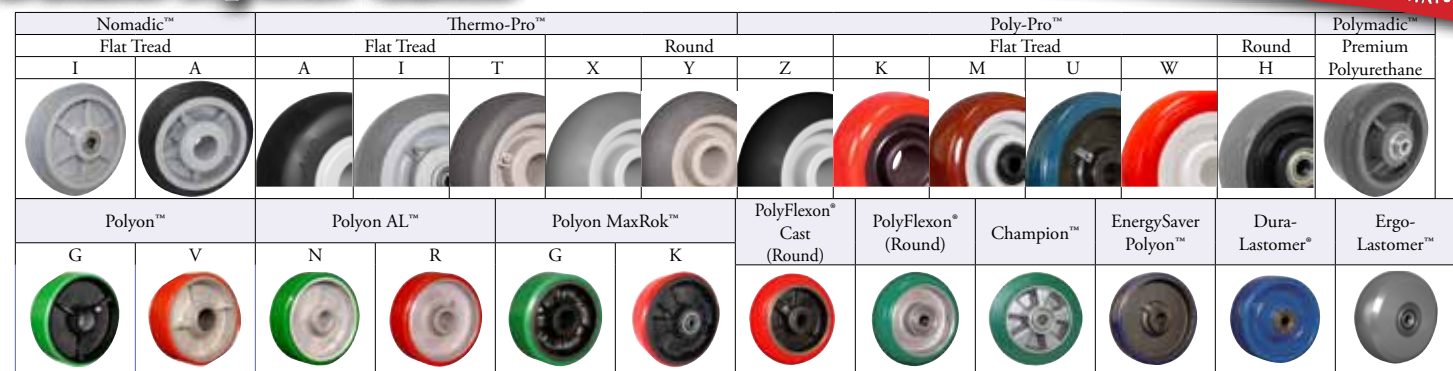 Nomadic™ Thermo-Pro™ Poly-Pro™ Polymadic™
Flat Tread Flat Tread Round Flat Tread Round Premium
I A A I T X Y Z K M U W H Polyurethane
Polyon™ Polyon AL™ Polyon MaxRok™ PolyFlexon® Cast (Round) PolyFlexon® (Round) Champion™ EnergySaver Polyon™ Dura-Lastomer® Ergo-Lastomer™
G V N R G K